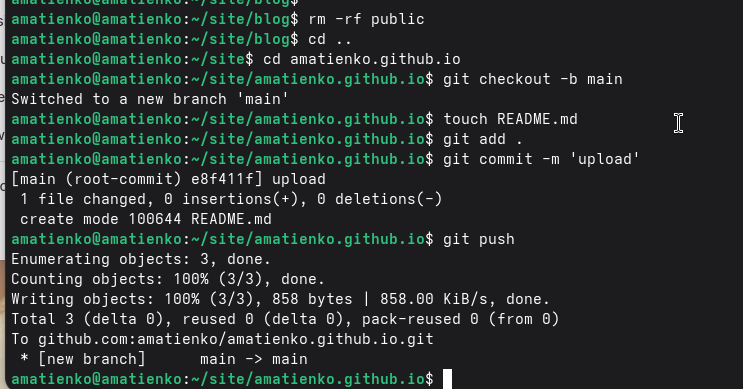 amatienko@amatienko:~/site/blog$
amatienko@amatienko:~/site/blog$ rm -rf public
amatienko@amatienko:~/site/blog$ cd ..
amatienko@amatienko:~/site$ cd amatienko.github.io
amatienko@amatienko:~/site/amatienko.github.io$ git checkout -b main
Switched to a new branch 'main'
amatienko@amatienko:~/site/amatienko.github.io$ touch README.md
amatienko@amatienko:~/site/amatienko.github.io$ git add .
amatienko@amatienko:~/site/amatienko.github.io$ git commit -m 'upload'
[main (root-commit) e8f411f] upload
 1 file changed, 0 insertions(+), 0 deletions(-)
 create mode 100644 README.md
amatienko@amatienko:~/site/amatienko.github.io$ git push
Enumerating objects: 3, done.
Counting objects: 100% (3/3), done.
Writing objects: 100% (3/3), 858 bytes | 858.00 KiB/s, done.
Total 3 (delta 0), reused 0 (delta 0), pack-reused 0 (from 0)
To github.com:amatienko/amatienko.github.io.git
 * [new branch]      main -> main
amatienko@amatienko:~/site/amatienko.github.io$